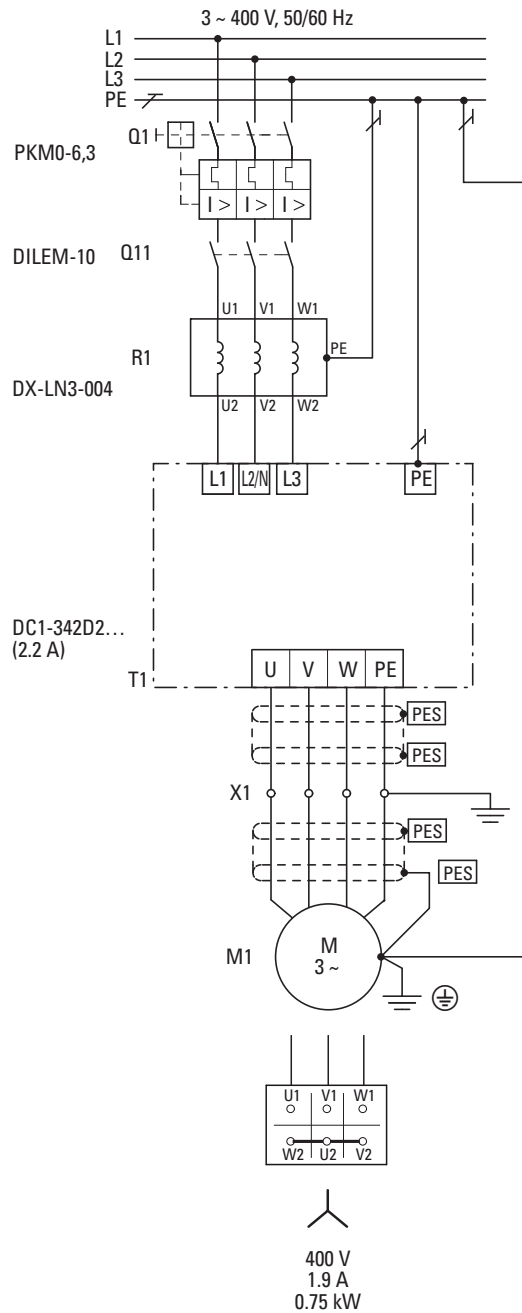 3 ~ 400 V, 50/60 Hz
L1
L2
L3
PE
Q1
PKM0-6,3
I > I > I >
DILEM-10 Q11
U1 V1 W1
R1 PE
DX-LN3-004
U2 V2 W2
L1 L2/N L3 PE
DC1-342D2...
(2.2 A)
T1
U V W PE
PES
PES
X1
PES
PES
M1
M
3 ~
U1 V1 W1
W2 U2 V2
400 V
1.9 A
0.75 kW